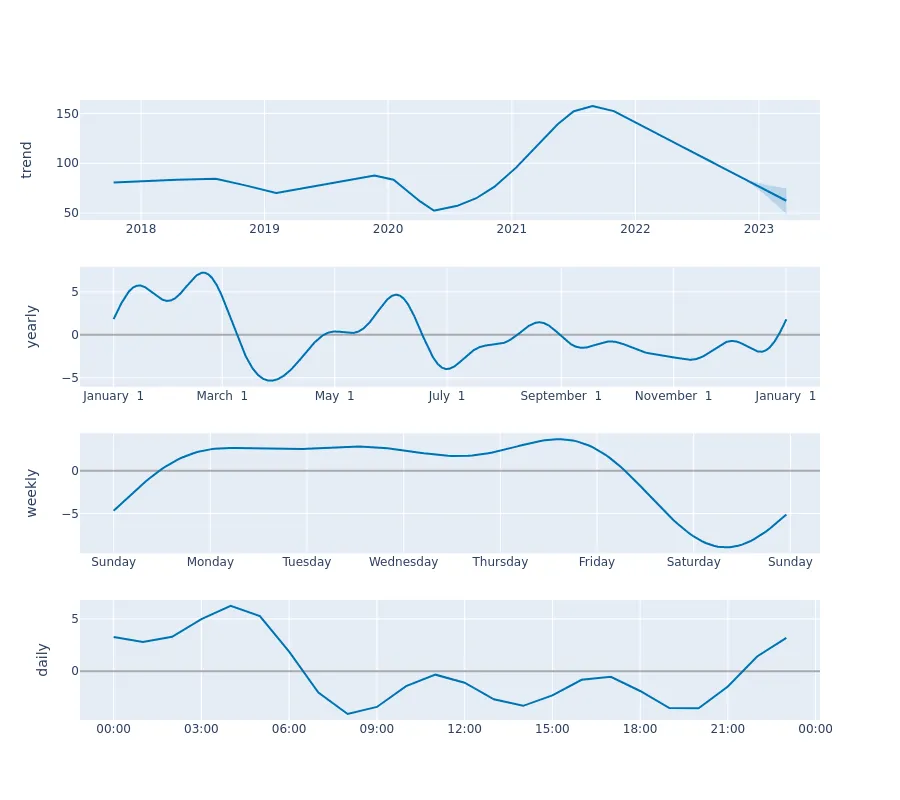 trend
150
100
50
2018 2019 2020 2021 2022 2023
yearly
5
0
−5
January 1 March 1 May 1 July 1 September 1 November 1 January 1
weekly
0
−5
Sunday Monday Tuesday Wednesday Thursday Friday Saturday Sunday
daily
5
0
00:00 03:00 06:00 09:00 12:00 15:00 18:00 21:00 00:00